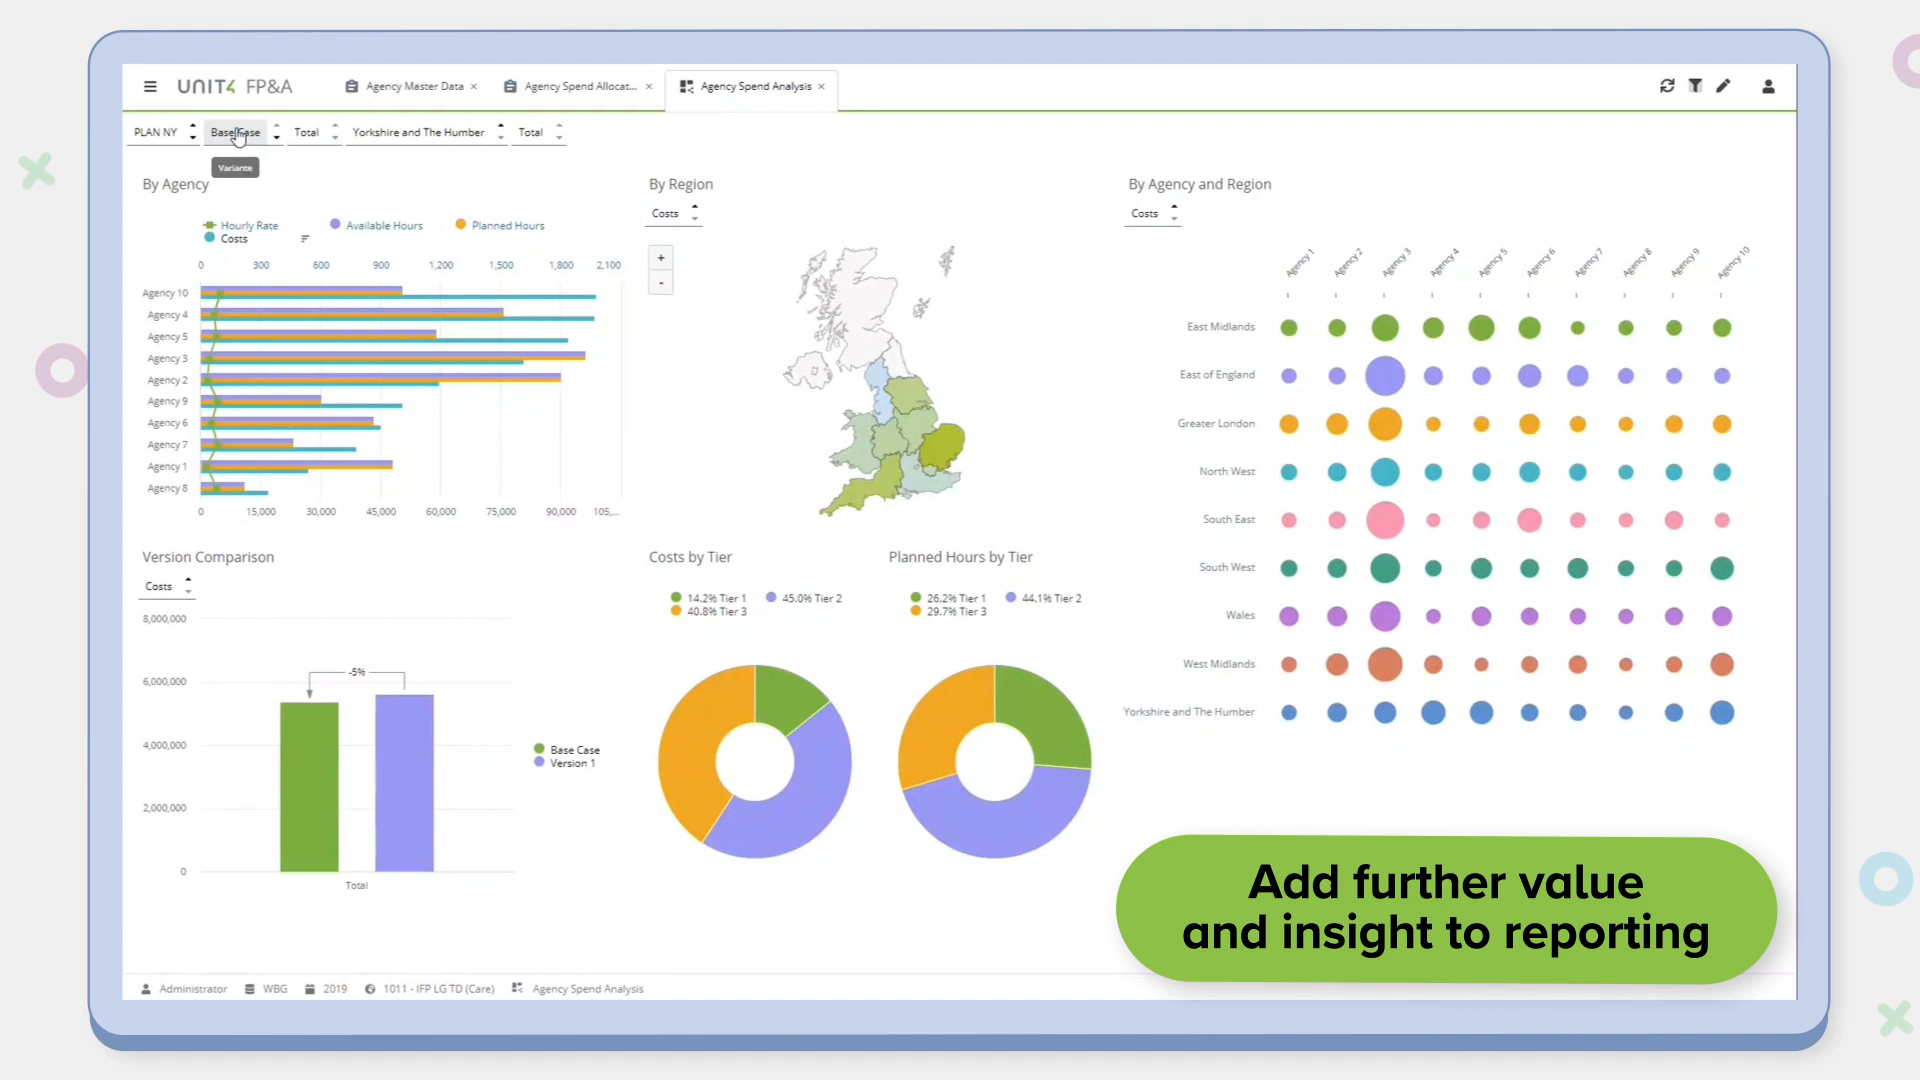 UNIT4 FP&A
Agency Master Data ×
Agency Spend Allocat... ×
Agency Spend Analysis ×
PLAN NY
Base Case
Total
Yorkshire and The Humber
Total
Variante
By Agency
Hourly Rate
Available Hours
Planned Hours
Costs
0 300 600 900 1,200 1,500 1,800 2,100
Agency 10
Agency 4
Agency 5
Agency 3
Agency 2
Agency 9
Agency 6
Agency 7
Agency 1
Agency 8
0 15,000 30,000 45,000 60,000 75,000 90,000 105,...
By Region
Costs
+
-
By Agency and Region
Costs
Agency 1
Agency 2
Agency 3
Agency 4
Agency 5
Agency 6
Agency 7
Agency 8
Agency 9
Agency 10
East Midlands
East of England
Greater London
North West
South East
South West
Wales
West Midlands
Yorkshire and The Humber
Version Comparison
Costs
8,000,000
6,000,000
4,000,000
2,000,000
0
-5%
Total
Base Case
Version 1
Costs by Tier
14.2% Tier 1
45.0% Tier 2
40.8% Tier 3
Planned Hours by Tier
26.2% Tier 1
44.1% Tier 2
29.7% Tier 3
Add further value
and insight to reporting
Administrator
WBG
2019
1011 - IFP LG TD (Care)
Agency Spend Analysis